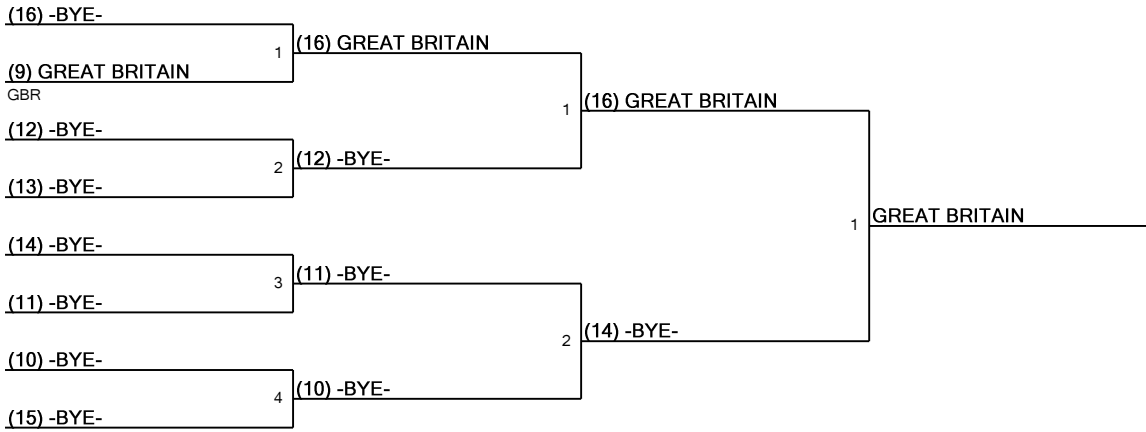 (16) -BYE-
1
(16) GREAT BRITAIN
(9) GREAT BRITAIN
GBR
1
(16) GREAT BRITAIN
(12) -BYE-
2
(12) -BYE-
(13) -BYE-
1
GREAT BRITAIN
(14) -BYE-
3
(11) -BYE-
(11) -BYE-
2
(14) -BYE-
(10) -BYE-
4
(10) -BYE-
(15) -BYE-